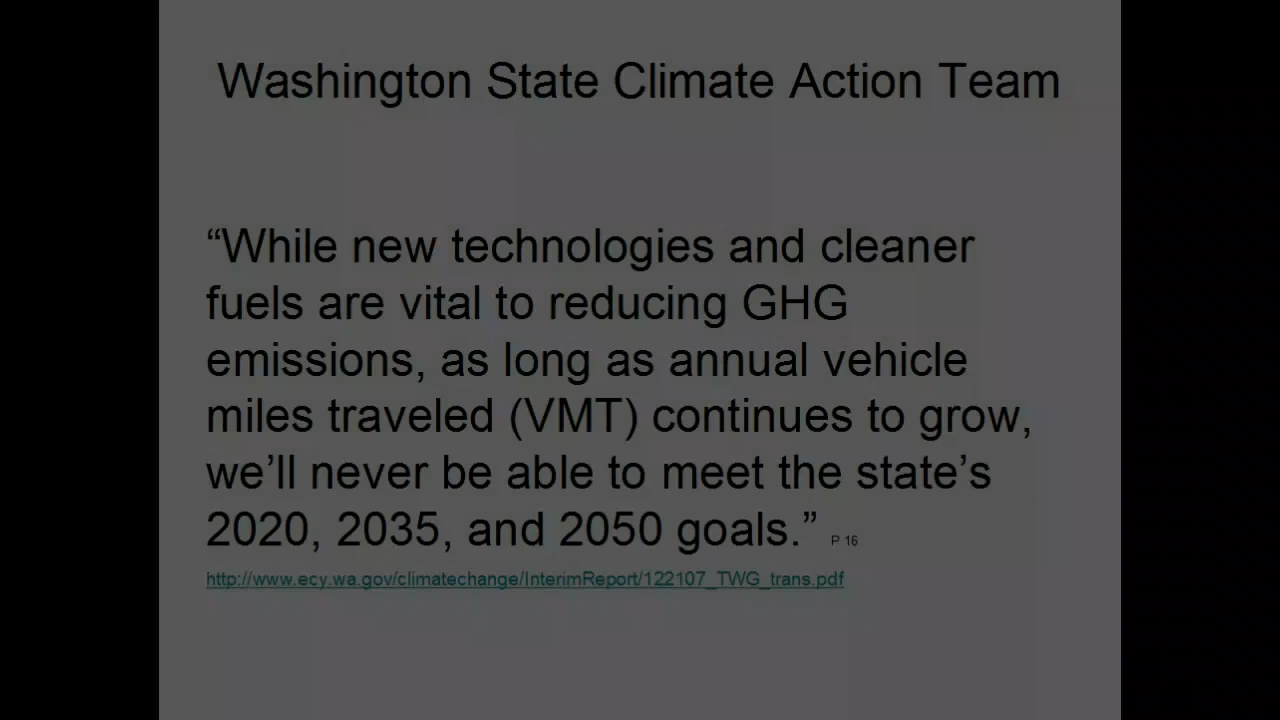 Washington State Climate Action Team
“While new technologies and cleaner
fuels are vital to reducing GHG
emissions, as long as annual vehicle
miles traveled (VMT) continues to grow,
we’ll never be able to meet the state’s
2020, 2035, and 2050 goals.” P 16
http://www.ecy.wa.gov/climatechange/InterimReport/122107_TWG_trans.pdf